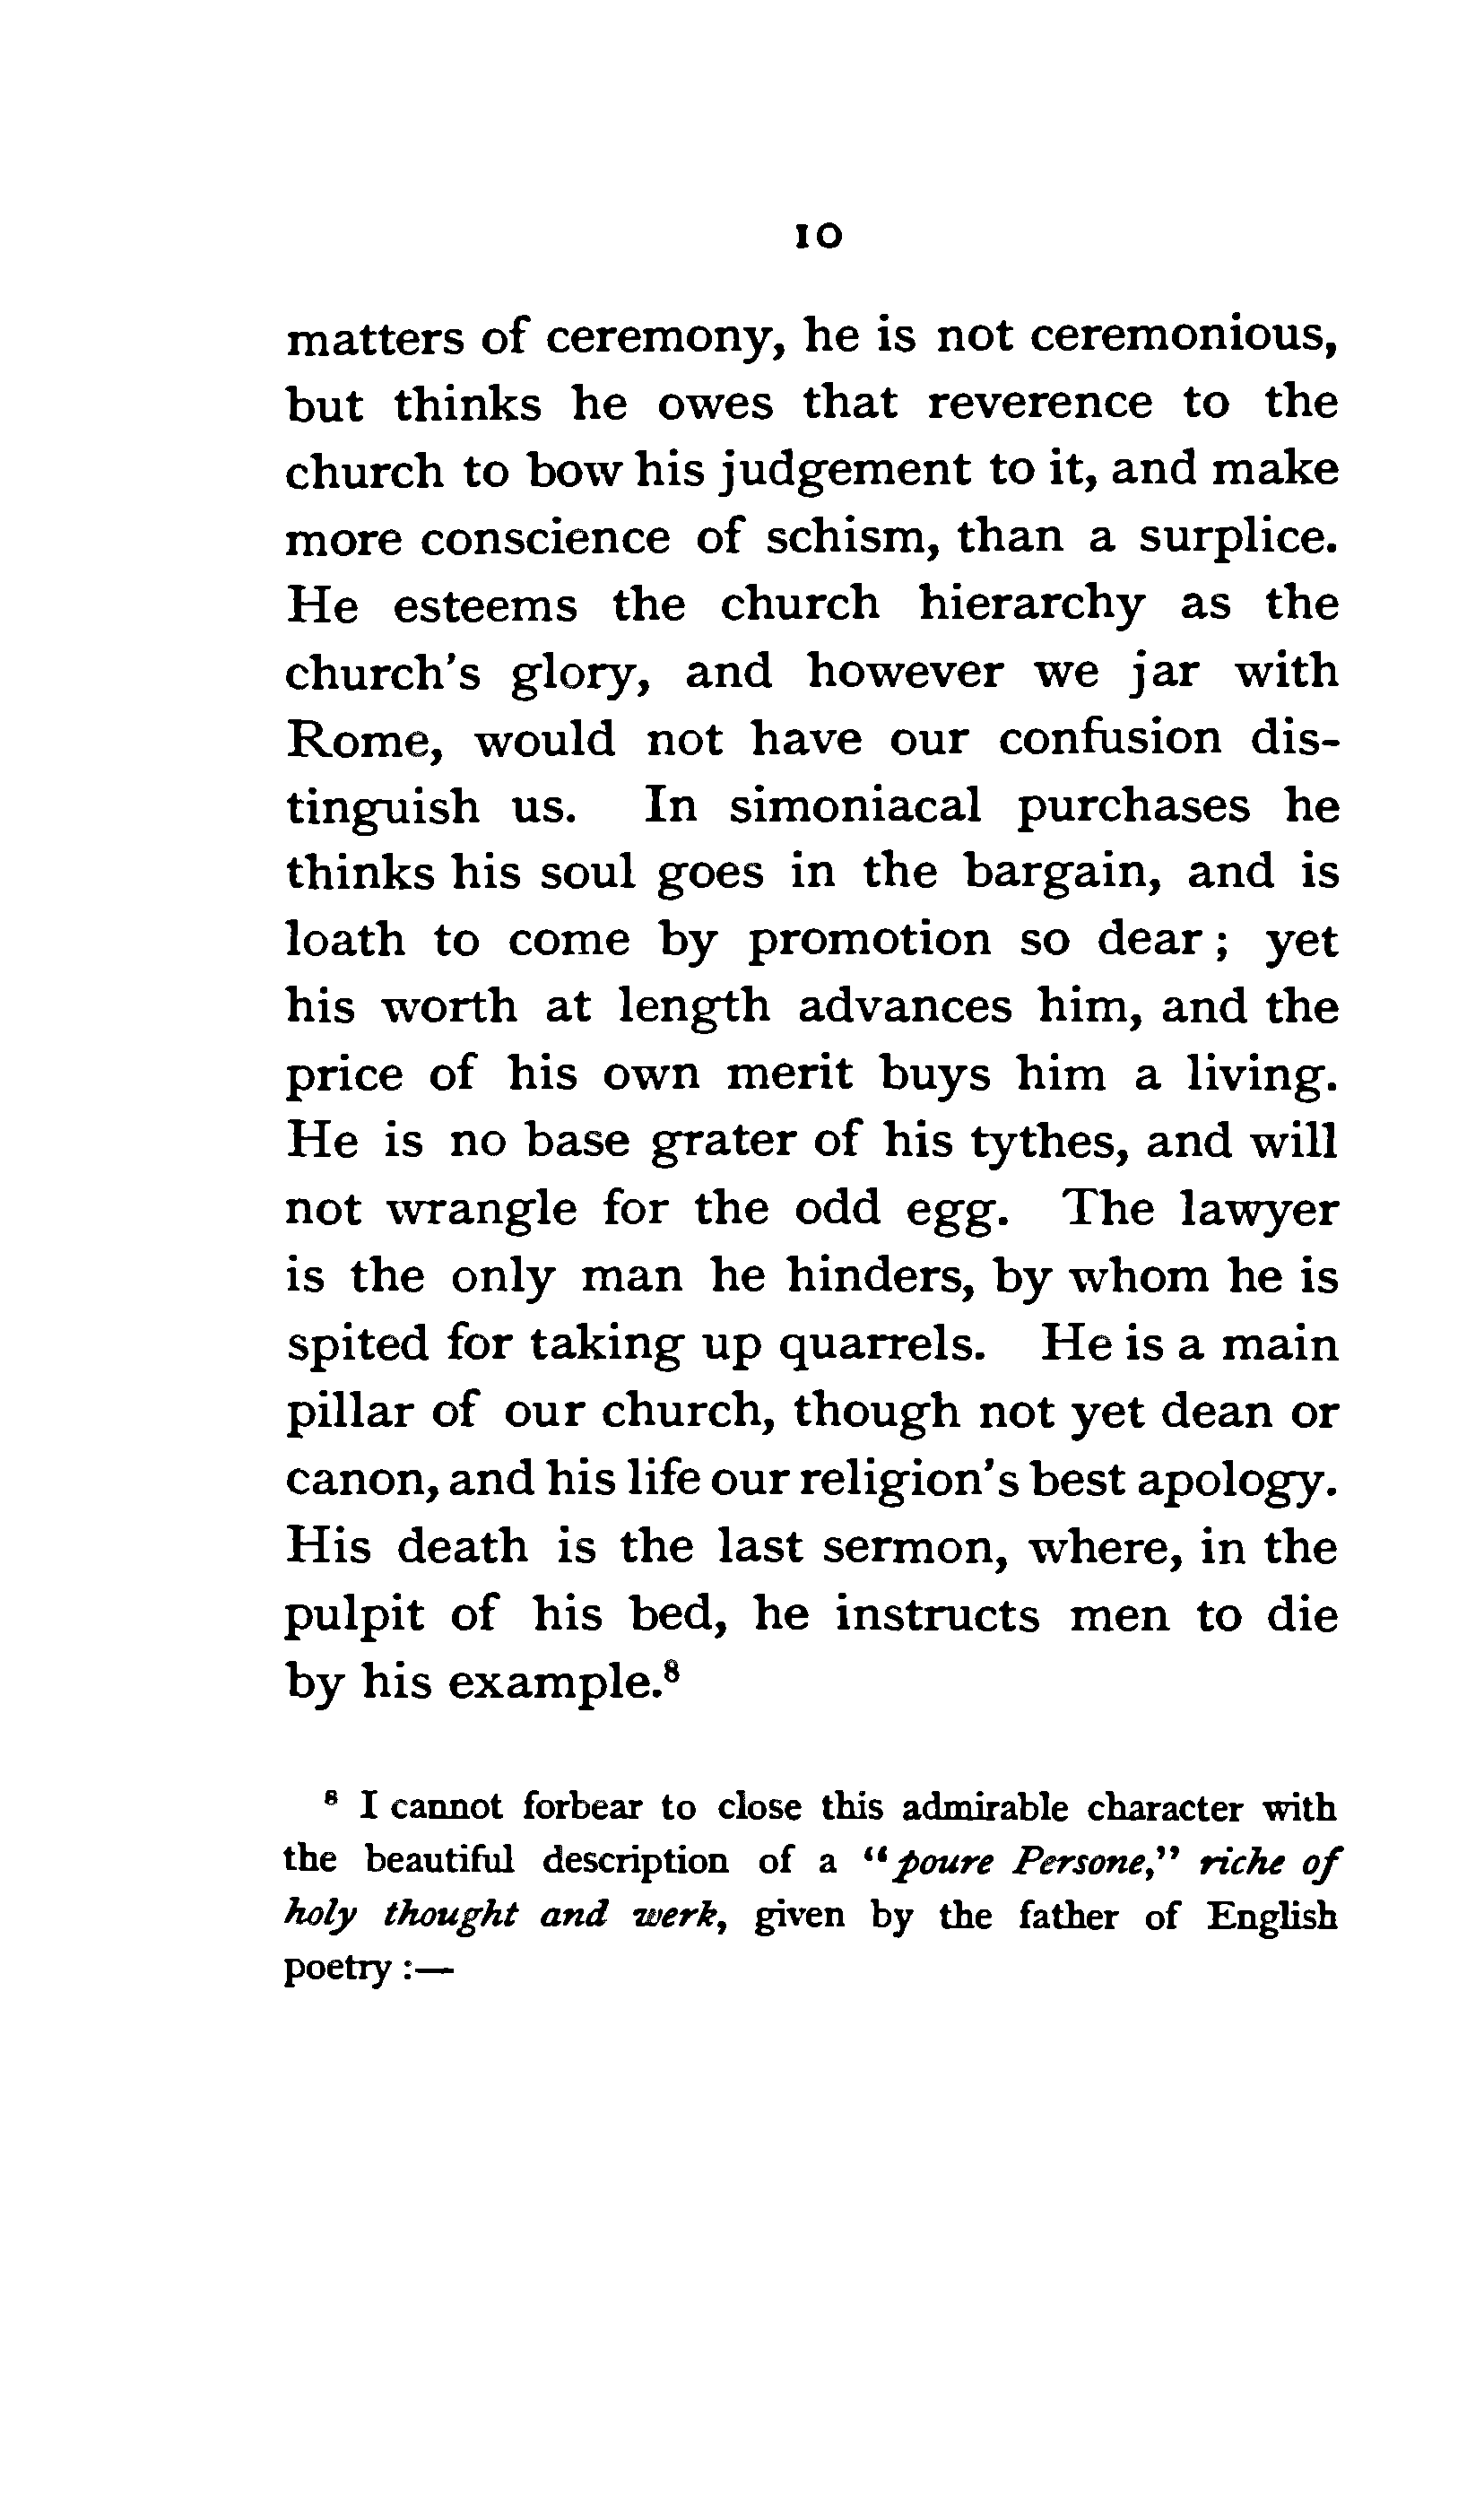 10
matters of ceremony, he is not ceremonious,
but thinks he owes that reverence to the
church to bow his judgement to it, and make
more conscience of schism, than a surplice.
He esteems the church hierarchy as the
church's glory, and however we jar with
Rome, would not have our confusion dis-
tinguish us. In simoniacal purchases he
thinks his soul goes in the bargain, and is
loath to come by promotion so dear; yet
his worth at length advances him, and the
price of his own merit buys him a living.
He is no base grater of his tythes, and will
not wrangle for the odd egg. The lawyer
is the only man he hinders, by whom he is
spited for taking up quarrels. He is a main
pillar of our church, though not yet dean or
canon, and his life our religion's best apology.
His death is the last sermon, where, in the
pulpit of his bed, he instructs men to die
by his example.⁸
⁸ I cannot forbear to close this admirable character with
the beautiful description of a "poure Persone," riche of
holy thought and werk, given by the father of English
poetry :—